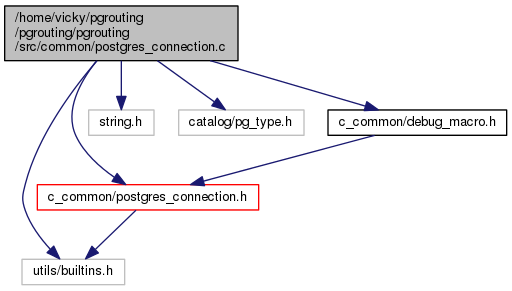 /home/vicky/pgrouting
/pgrouting/pgrouting
/src/common/postgres_connection.c
string.h
catalog/pg_type.h
c_common/debug_macro.h
c_common/postgres_connection.h
utils/builtins.h